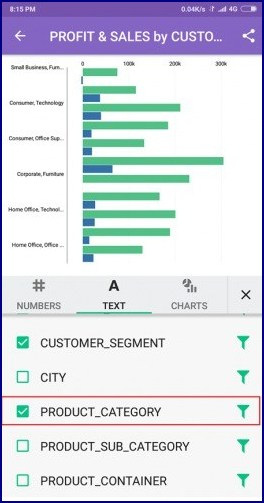 8:15 PM
0.04K/s 4G
PROFIT & SALES by CUSTO...
0 100k 200k 300k
Small Business, Furn...
Consumer, Technology
Consumer, Office Sup...
Corporate, Furniture
Home Office, Technol...
Home Office, Office ...
NUMBERS
A
TEXT
CHARTS
CUSTOMER_SEGMENT
CITY
PRODUCT_CATEGORY
PRODUCT_SUB_CATEGORY
PRODUCT_CONTAINER